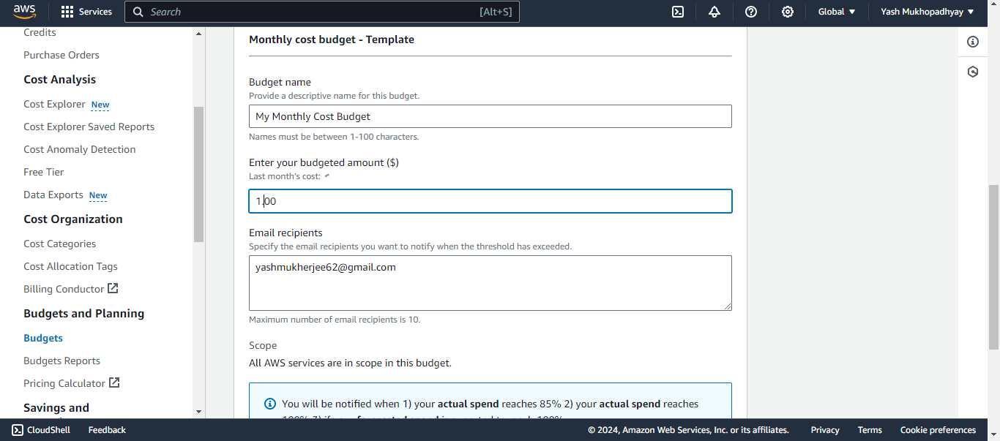 aws
Services
Search
[Alt+S]
Global
Yash Mukhopadhyay
Credits
Purchase Orders
Cost Analysis
Cost Explorer New
Cost Explorer Saved Reports
Cost Anomaly Detection
Free Tier
Data Exports New
Cost Organization
Cost Categories
Cost Allocation Tags
Billing Conductor
Budgets and Planning
Budgets
Budgets Reports
Pricing Calculator
Savings and
Monthly cost budget - Template
Budget name
Provide a descriptive name for this budget.
My Monthly Cost Budget
Names must be between 1-100 characters.
Enter your budgeted amount ($)
Last month's cost:
1.00
Email recipients
Specify the email recipients you want to notify when the threshold has exceeded.
yashmukherjee62@gmail.com
Maximum number of email recipients is 10.
Scope
All AWS services are in scope in this budget.
You will be notified when 1) your actual spend reaches 85% 2) your actual spend reaches
CloudShell
Feedback
© 2024, Amazon Web Services, Inc. or its affiliates.
Privacy
Terms
Cookie preferences